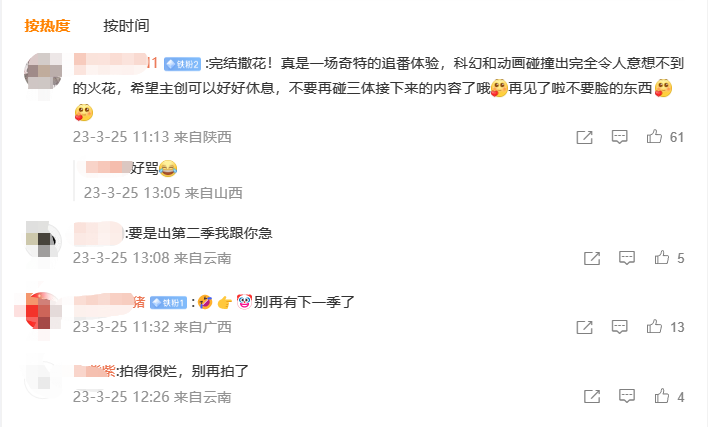 按热度 按时间
1 铁粉2 :完结撒花！真是一场奇特的追番体验，科幻和动画碰撞出完全令人意想不到
的火花，希望主创可以好好休息，不要再碰三体接下来的内容了哦🥰再见了啦不要脸的东西🥰
🥰
23-3-25 11:13 来自陕西 61
好骂😂
23-3-25 13:05 来自山西
:要是出第二季我跟你急
23-3-25 13:08 来自云南 5
猪 铁粉1 :🤣👉🤡别再有下一季了
23-3-25 11:32 来自广西 13
紫:拍得很烂，别再拍了
23-3-25 12:26 来自云南 4